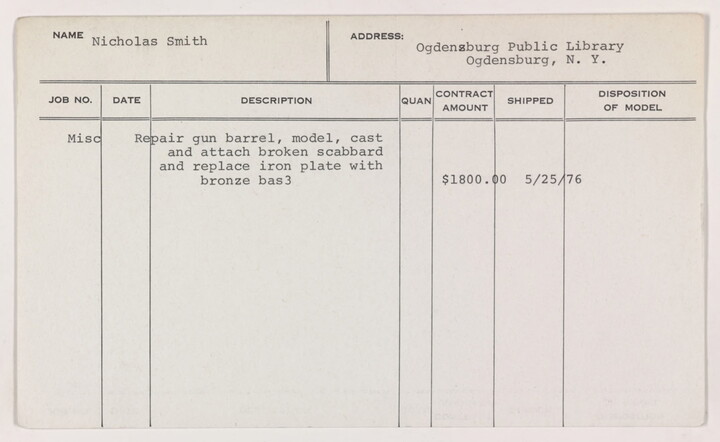 NAME Nicholas Smith
ADDRESS: Ogdensburg Public Library
Ogdensburg, N. Y.
JOB NO. DATE DESCRIPTION QUAN CONTRACT AMOUNT SHIPPED DISPOSITION OF MODEL
Misc Repair gun barrel, model, cast
and attach broken scabbard
and replace iron plate with
bronze bas3 $1800.00 5/25/76